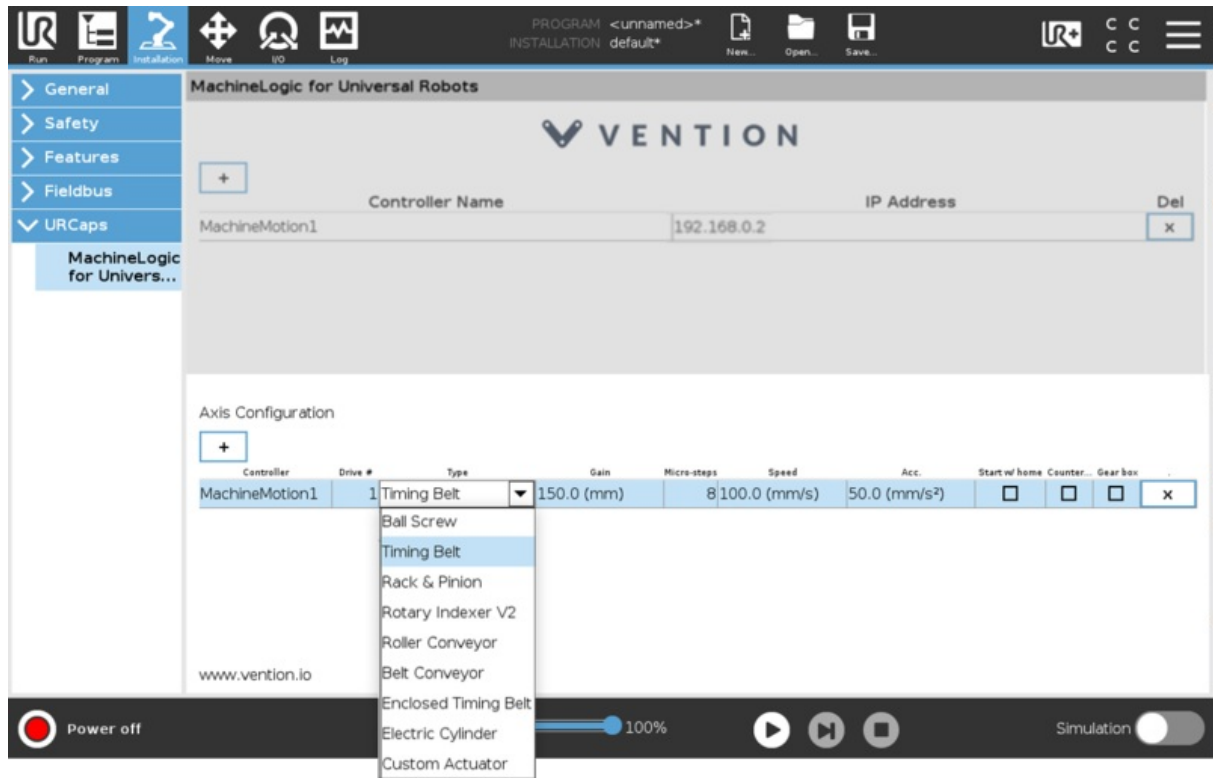 PROGRAM <unnamed>*
INSTALLATION default*
Run Program Installation Move I/O Log New... Open... Save... UR+ C C
C C
General
Safety
Features
Fieldbus
URCaps
MachineLogic
for Univers...
MachineLogic for Universal Robots
VENTION
+
Controller Name IP Address Del
MachineMotion1 192.168.0.2 x
Axis Configuration
+
Controller Drive # Type Gain Micro-steps Speed Acc. Start w/ home Counter... Gear box .
MachineMotion1 1 Timing Belt 150.0 (mm) 8 100.0 (mm/s) 50.0 (mm/s²) x
Ball Screw
Timing Belt
Rack & Pinion
Rotary Indexer V2
Roller Conveyor
Belt Conveyor
Enclosed Timing Belt
Electric Cylinder
Custom Actuator
www.vention.io
Power off 100% Simulation